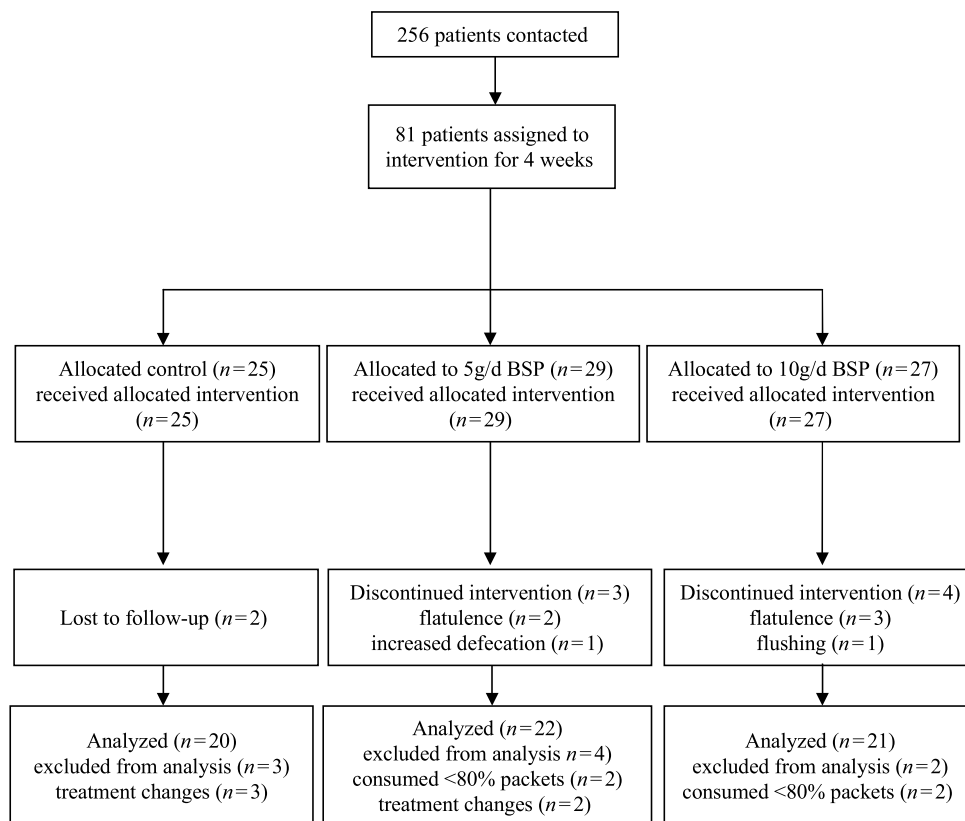 256 patients contacted
81 patients assigned to
intervention for 4 weeks
Allocated control (n=25)
received allocated intervention
(n=25)
Allocated to 5g/d BSP (n=29)
received allocated intervention
(n=29)
Allocated to 10g/d BSP (n=27)
received allocated intervention
(n=27)
Lost to follow-up (n=2)
Discontinued intervention (n=3)
flatulence (n=2)
increased defecation (n=1)
Discontinued intervention (n=4)
flatulence (n=3)
flushing (n=1)
Analyzed (n=20)
excluded from analysis (n=3)
treatment changes (n=3)
Analyzed (n=22)
excluded from analysis n=4)
consumed <80% packets (n=2)
treatment changes (n=2)
Analyzed (n=21)
excluded from analysis (n=2)
consumed <80% packets (n=2)